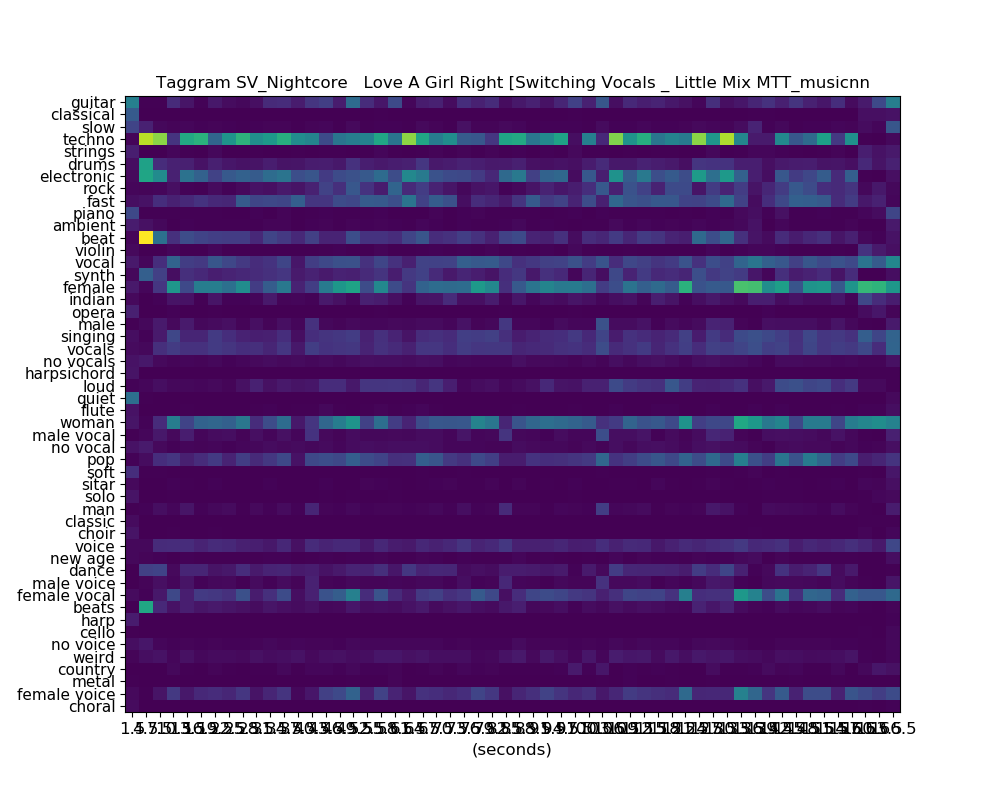 Taggram SV_Nightcore   Love A Girl Right [Switching Vocals _ Little Mix MTT_musicnn
guitar
classical
slow
techno
strings
drums
electronic
rock
fast
piano
ambient
beat
violin
vocal
synth
female
indian
opera
male
singing
vocals
no vocals
harpsichord
loud
quiet
flute
woman
male vocal
no vocal
pop
soft
sitar
solo
man
classic
choir
voice
new age
dance
male voice
female vocal
beats
harp
cello
no voice
weird
country
metal
female voice
choral
(seconds)